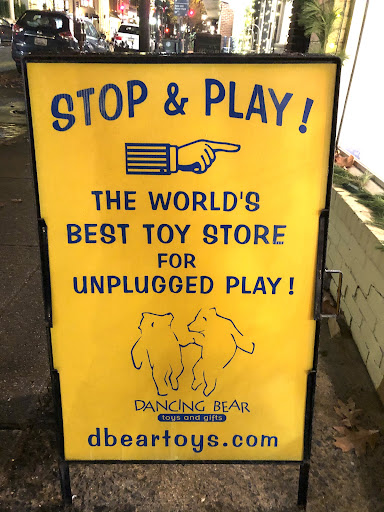 STOP & PLAY!
THE WORLD'S
BEST TOY STORE
FOR
UNPLUGGED PLAY!
DANCING BEAR
toys and gifts
dbeartoys.com